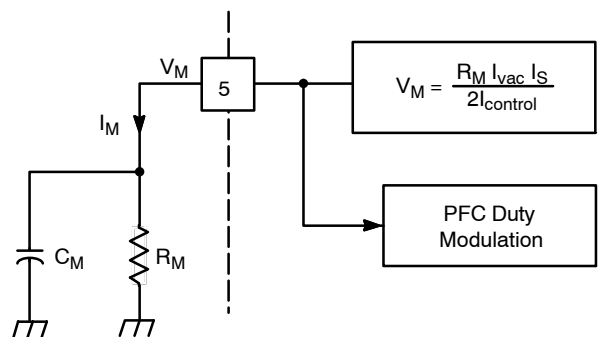 V_M
5
V_M = R_M I_vac I_S / 2I_control
I_M
PFC Duty
Modulation
C_M
R_M